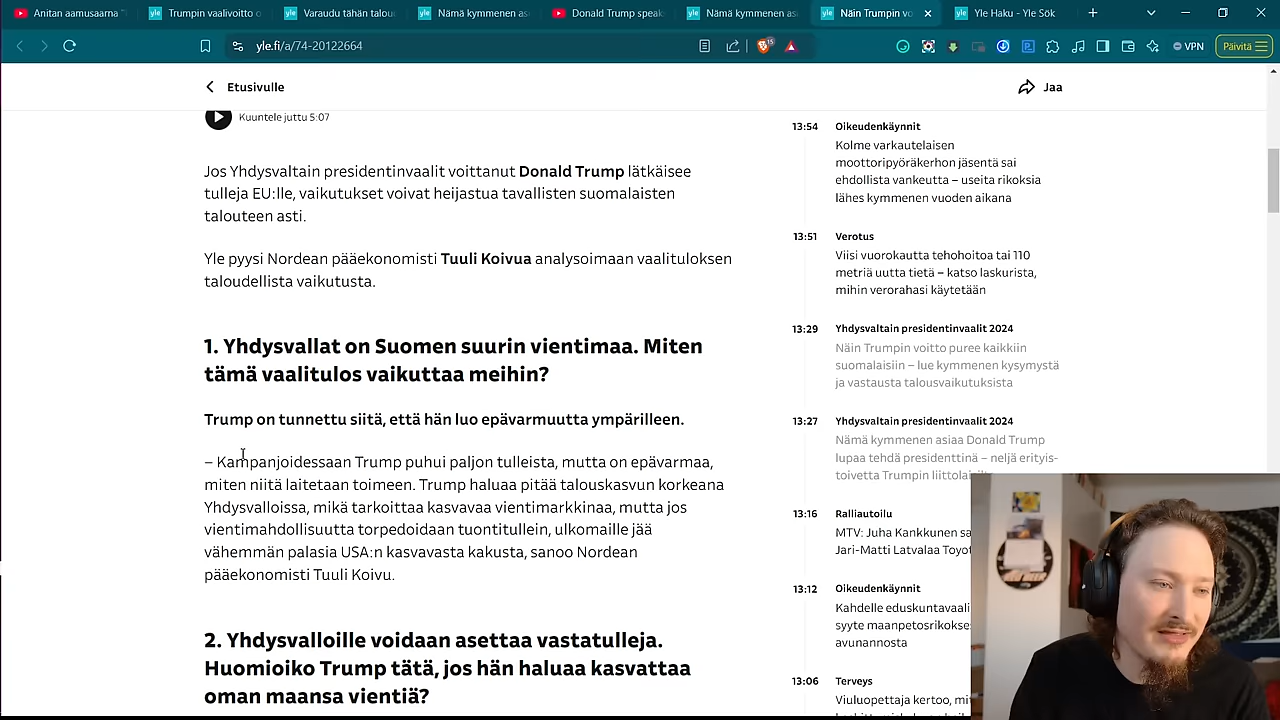 Anitan aamusaarna "
Trumpin vaalivoitto o
Varaudu tähän talou
Nämä kymmenen as
Donald Trump speak
Nämä kymmenen as
Näin Trumpin vo
Yle Haku - Yle Sök
yle.fi/a/74-20122664
15
VPN
Päivitä
Etusivulle
Jaa
Kuuntele juttu 5:07
Jos Yhdysvaltain presidentinvaalit voittanut Donald Trump lätkäisee
tulleja EU:lle, vaikutukset voivat heijastua tavallisten suomalaisten
talouteen asti.
Yle pyysi Nordean pääekonomisti Tuuli Koivua analysoimaan vaalituloksen
taloudellista vaikutusta.
1. Yhdysvallat on Suomen suurin vientimaa. Miten
tämä vaalitulos vaikuttaa meihin?
Trump on tunnettu siitä, että hän luo epävarmuutta ympärilleen.
– Kampanjoidessaan Trump puhui paljon tulleista, mutta on epävarmaa,
miten niitä laitetaan toimeen. Trump haluaa pitää talouskasvun korkeana
Yhdysvalloissa, mikä tarkoittaa kasvavaa vientimarkkinaa, mutta jos
vientimahdollisuutta torpedoidaan tuontitullein, ulkomaille jää
vähemmän palasia USA:n kasvavasta kakusta, sanoo Nordean
pääekonomisti Tuuli Koivu.
2. Yhdysvalloille voidaan asettaa vastatulleja.
Huomioiko Trump tätä, jos hän haluaa kasvattaa
oman maansa vientiä?
13:54 Oikeudenkäynnit
Kolme varkautelaisen
moottoripyöräkerhon jäsentä sai
ehdollista vankeutta – useita rikoksia
lähes kymmenen vuoden aikana
13:51 Verotus
Viisi vuorokautta tehohoitoa tai 110
metriä uutta tietä – katso laskurista,
mihin verorahasi käytetään
13:29 Yhdysvaltain presidentinvaalit 2024
Näin Trumpin voitto puree kaikkiin
suomalaisiin – lue kymmenen kysymystä
ja vastausta talousvaikutuksista
13:27 Yhdysvaltain presidentinvaalit 2024
Nämä kymmenen asiaa Donald Trump
lupaa tehdä presidenttinä – neljä erityis-
toivetta Trumpin
13:16 Ralliautoilu
MTV: Juha Kankkunen sa
Jari-Matti Latvalaa Toyot
13:12 Oikeudenkäynnit
Kahdelle eduskuntavaali
syyte maanpetosrikokse
avunannosta
13:06 Terveys
Viuluopettaja kertoo, mi